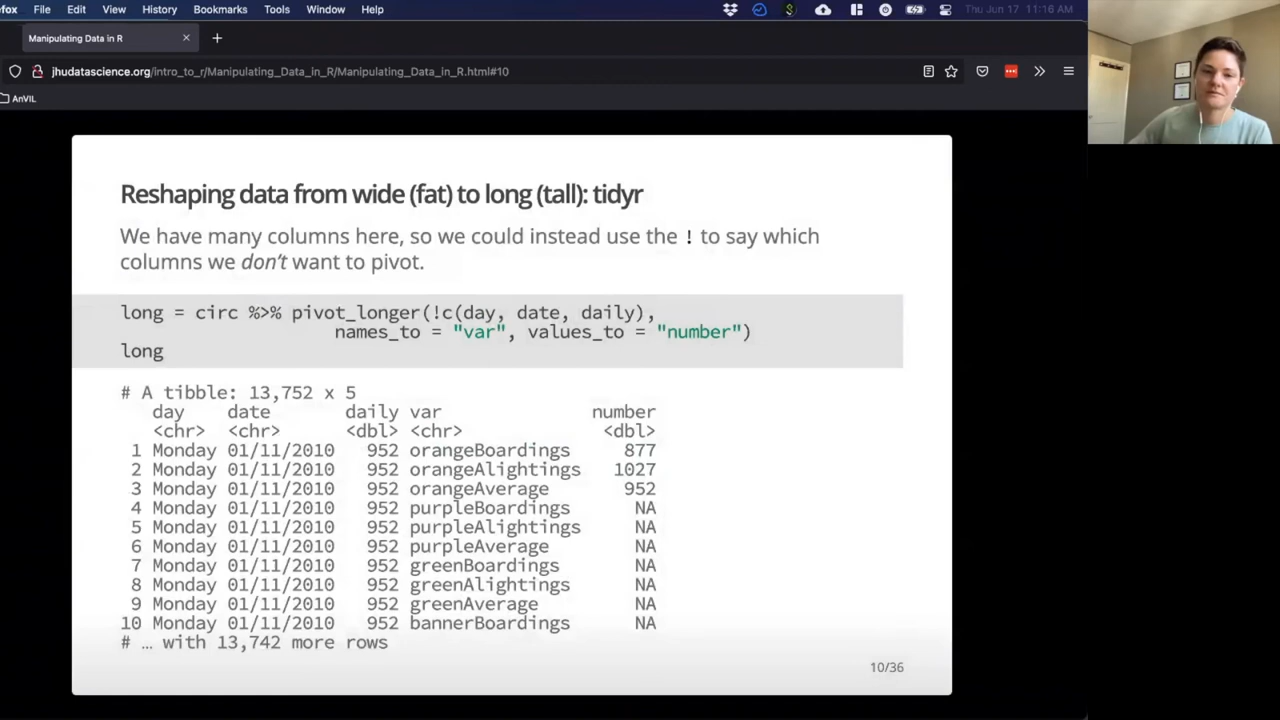 efox File Edit View History Bookmarks Tools Window Help Thu Jun 17 11:16 AM
Manipulating Data in R
jhudatascience.org/intro_to_r/Manipulating_Data_in_R/Manipulating_Data_in_R.html#10
AnVIL
Reshaping data from wide (fat) to long (tall): tidyr
We have many columns here, so we could instead use the ! to say which
columns we don't want to pivot.
long = circ %>% pivot_longer(!c(day, date, daily),
names_to = "var", values_to = "number")
long
# A tibble: 13,752 x 5
day date daily var number
<chr> <chr> <dbl> <chr> <dbl>
1 Monday 01/11/2010 952 orangeBoardings 877
2 Monday 01/11/2010 952 orangeAlightings 1027
3 Monday 01/11/2010 952 orangeAverage 952
4 Monday 01/11/2010 952 purpleBoardings NA
5 Monday 01/11/2010 952 purpleAlightings NA
6 Monday 01/11/2010 952 purpleAverage NA
7 Monday 01/11/2010 952 greenBoardings NA
8 Monday 01/11/2010 952 greenAlightings NA
9 Monday 01/11/2010 952 greenAverage NA
10 Monday 01/11/2010 952 bannerBoardings NA
# … with 13,742 more rows
10/36